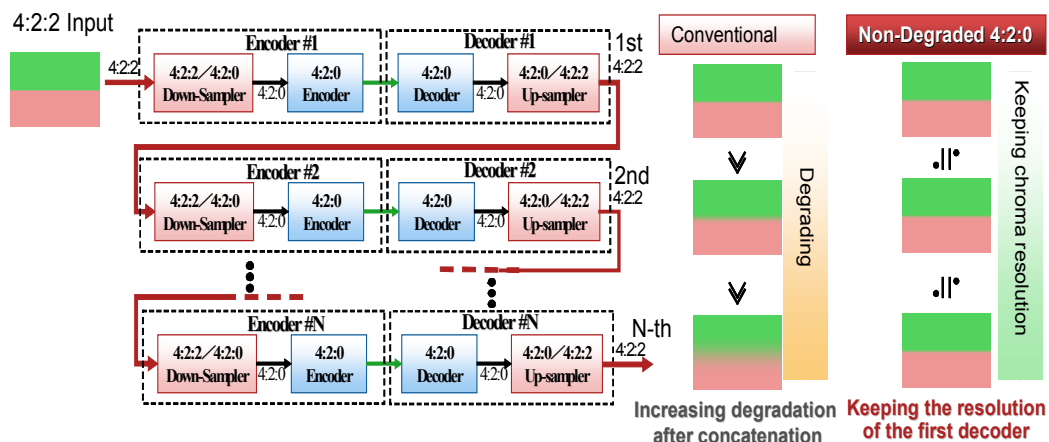 4:2:2 Input
4:2:2
Encoder #1
4:2:2／4:2:0
Down-Sampler
4:2:0
4:2:0
Encoder
Decoder #1
4:2:0
Decoder
4:2:0
4:2:0／4:2:2
Up-sampler
1st
4:2:2
Encoder #2
4:2:2／4:2:0
Down-Sampler
4:2:0
4:2:0
Encoder
Decoder #2
4:2:0
Decoder
4:2:0
4:2:0／4:2:2
Up-sampler
2nd
4:2:2
Encoder #N
4:2:2／4:2:0
Down-Sampler
4:2:0
4:2:0
Encoder
Decoder #N
4:2:0
Decoder
4:2:0
4:2:0／4:2:2
Up-sampler
N-th
4:2:2
Conventional
Degrading
Increasing degradation
after concatenation
Non-Degraded 4:2:0
Keeping chroma resolution
Keeping the resolution
of the first decoder